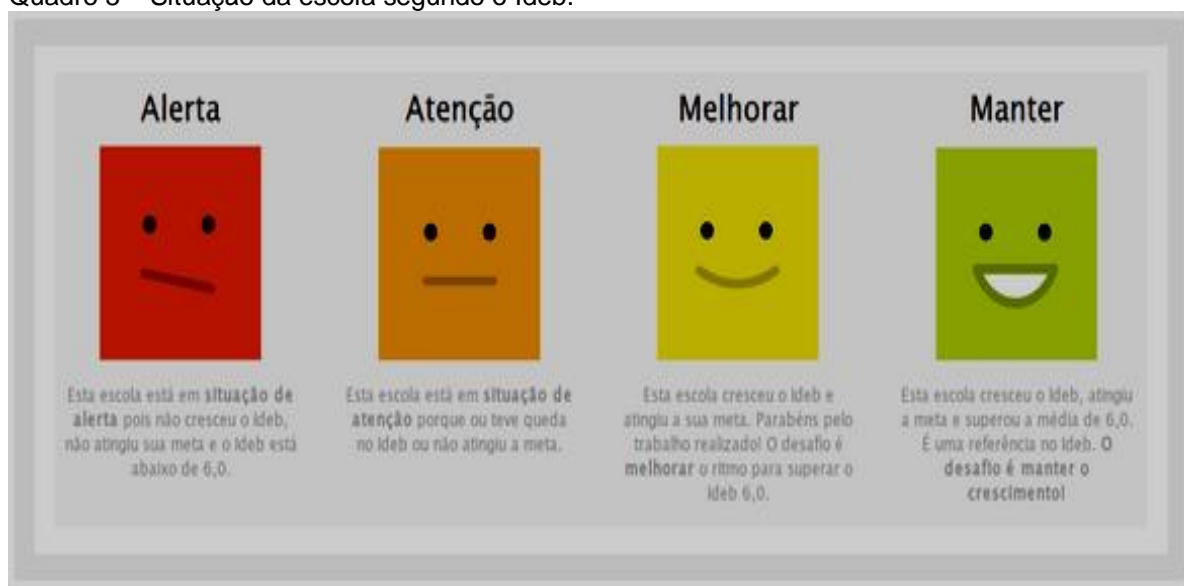 Quadro 3 – Situação da escola segundo o Ideb.
Alerta
Esta escola está em situação de
alerta pois não cresceu o Ideb,
não atingiu sua meta e o Ideb está
abaixo de 6,0.
Atenção
Esta escola está em situação de
atenção porque ou teve queda
no Ideb ou não atingiu a meta.
Melhorar
Esta escola cresceu o Ideb e
atingiu a sua meta. Parabéns pelo
trabalho realizado! O desafio é
melhorar o ritmo para superar o
Ideb 6,0.
Manter
Esta escola cresceu o Ideb, atingiu
a meta e superou a média de 6,0.
É uma referência no Ideb. O
desafio é manter o
crescimento!